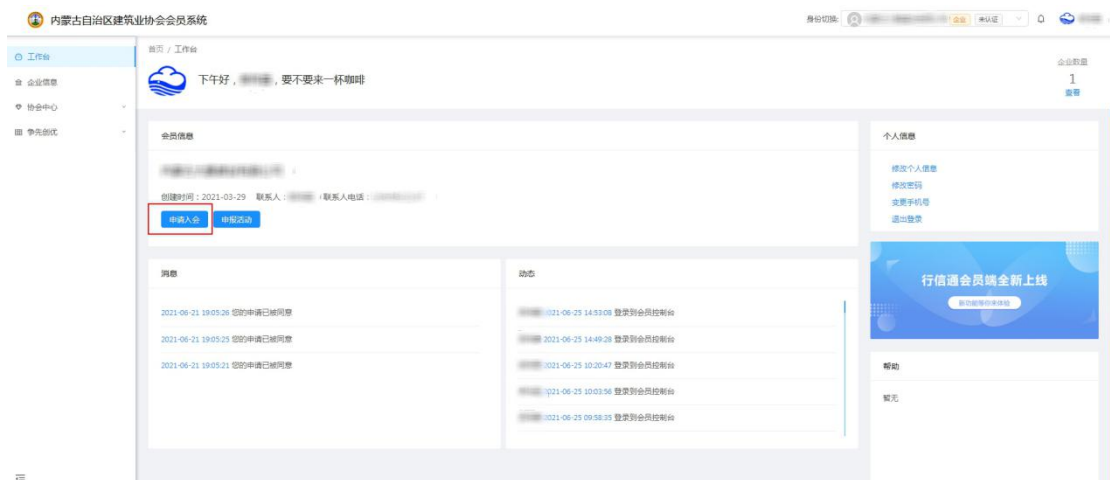 内蒙古自治区建筑业协会会员系统
身份切换:
企业
未认证
工作台
企业信息
协会中心
争先创优
首页 / 工作台
下午好，
，要不要来一杯咖啡
企业数量
1
查看
会员信息
创建时间：2021-03-29 联系人： 联系人电话：
申请入会
申报活动
个人信息
修改个人信息
修改密码
变更手机号
退出登录
行信通会员端全新上线
新功能等你来体验
消息
2021-06-21 19:05:26 您的申请已被同意
2021-06-21 19:05:25 您的申请已被同意
2021-06-21 19:05:21 您的申请已被同意
动态
021-06-25 14:53:08 登录到会员控制台
2021-06-25 14:49:28 登录到会员控制台
2021-06-25 10:20:47 登录到会员控制台
2021-06-25 10:03:56 登录到会员控制台
2021-06-25 09:58:35 登录到会员控制台
帮助
暂无